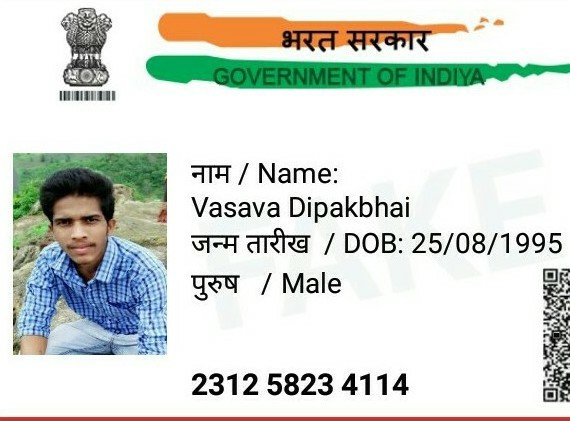 भरत सरकार
GOVERNMENT OF INDIYA
नाम / Name:
Vasava Dipakbhai
जन्म तारीख / DOB: 25/08/1995
पुरुष / Male
FAKE
2312 5823 4114